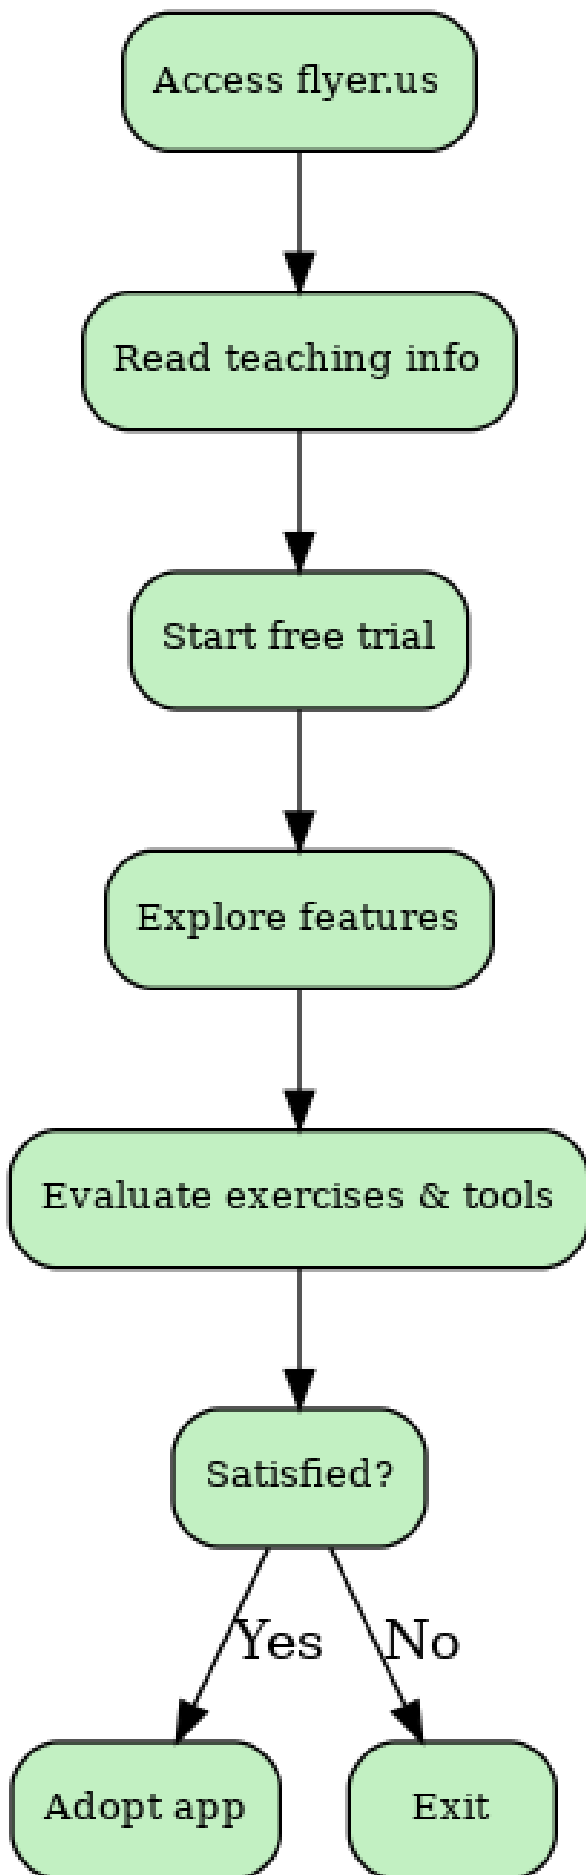 Access flyer.us
Read teaching info
Start free trial
Explore features
Evaluate exercises & tools
Satisfied?
Yes
No
Adopt app
Exit